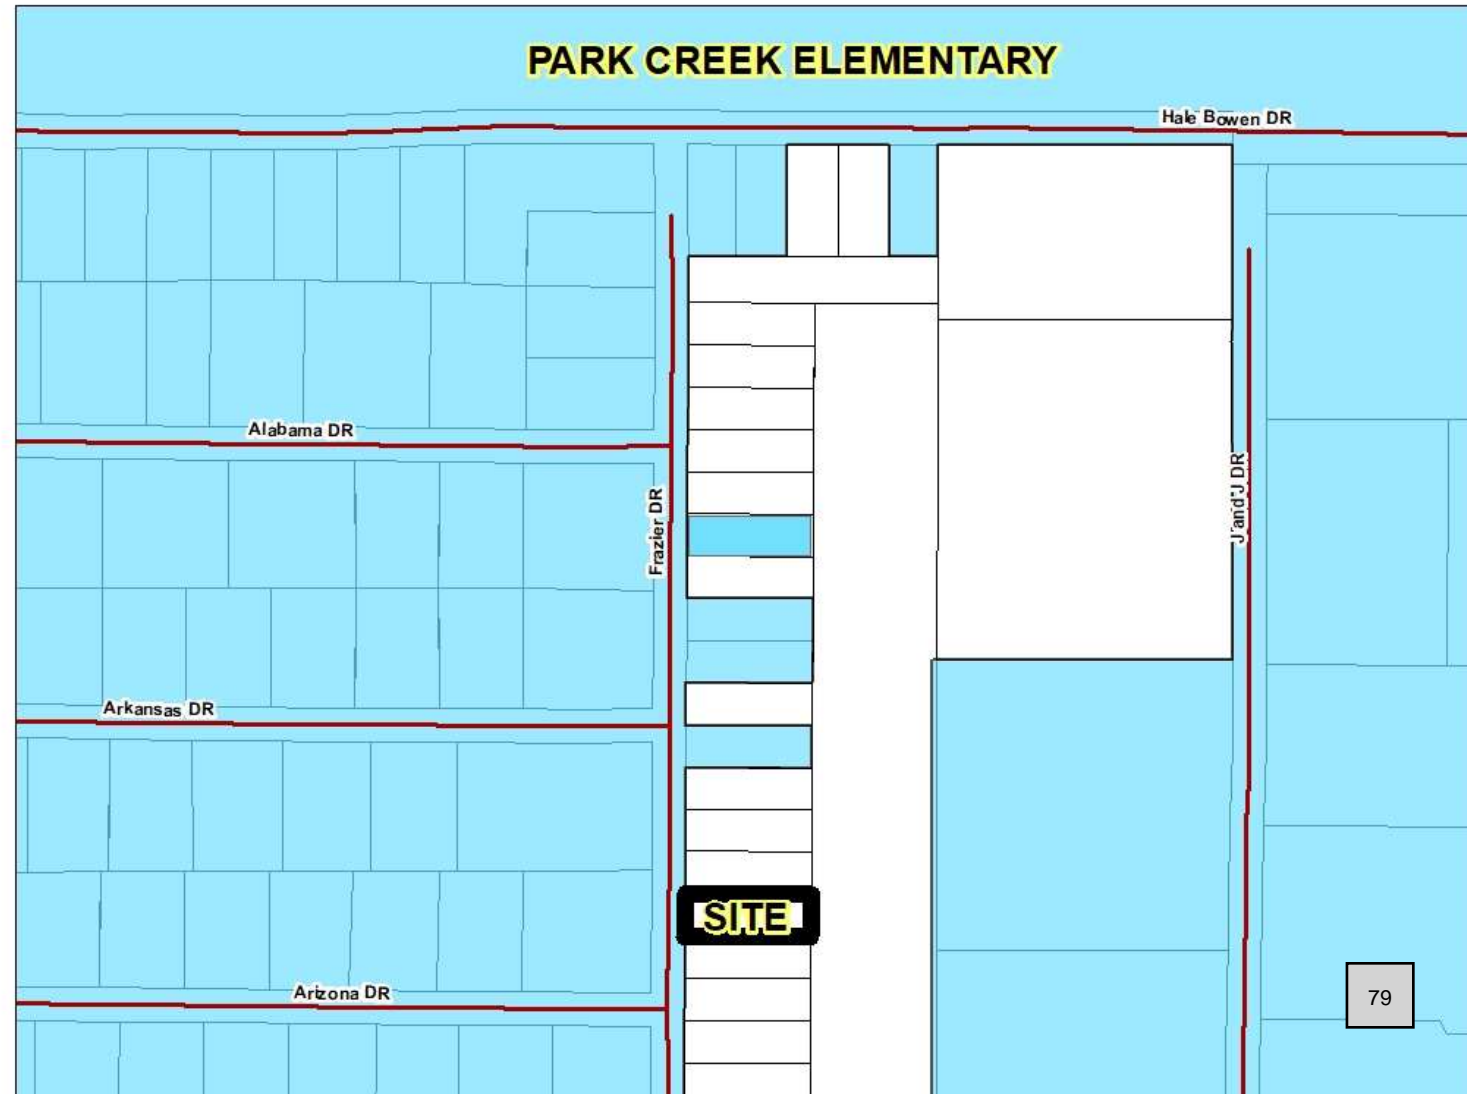 PARK CREEK ELEMENTARY
Hale Bowen DR
Alabama DR
Frazier DR
J and J DR
Arkansas DR
SITE
Arizona DR
79